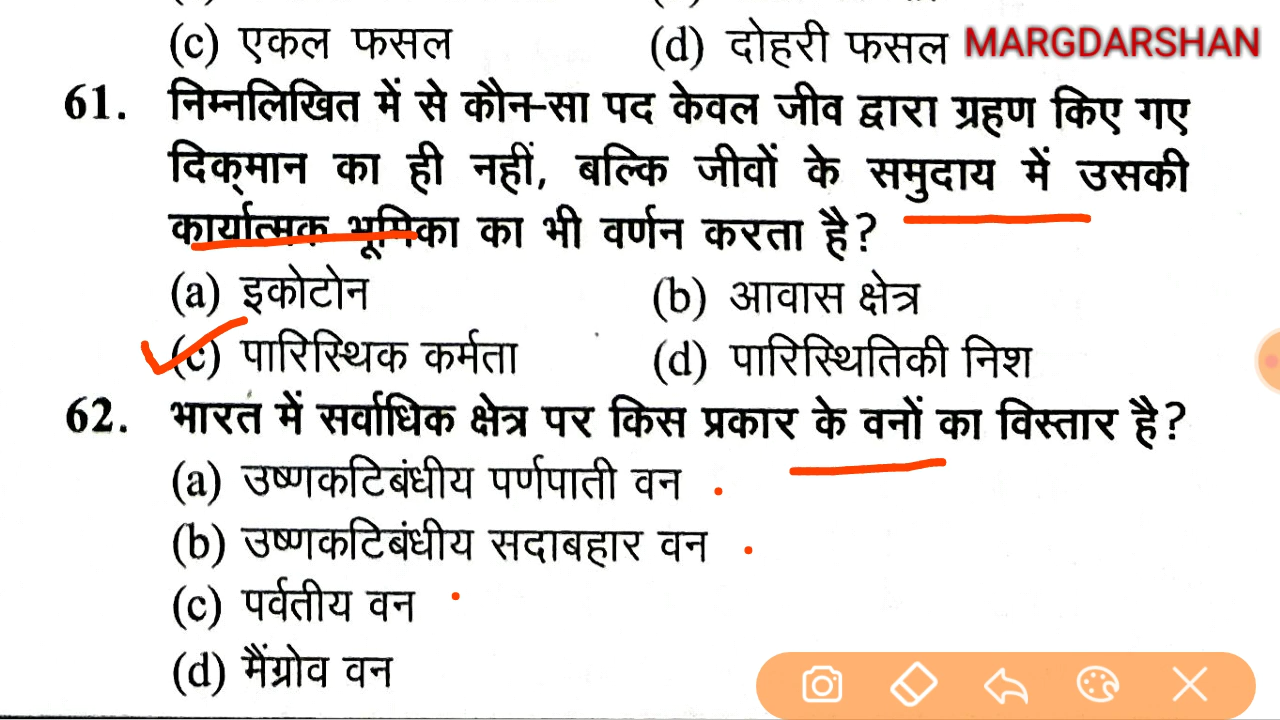 (c) एकल फसल (d) दोहरी फसल MARGDARSHAN
61. निम्नलिखित में से कौन-सा पद केवल जीव द्वारा ग्रहण किए गए
दिक्‌मान का ही नहीं, बल्कि जीवों के समुदाय में उसकी
कार्यात्मक भूमिका का भी वर्णन करता है?
(a) इकोटोन (b) आवास क्षेत्र
(c) पारिस्थिक कर्मता (d) पारिस्थितिकी निश
62. भारत में सर्वाधिक क्षेत्र पर किस प्रकार के वनों का विस्तार है?
(a) उष्णकटिबंधीय पर्णपाती वन
(b) उष्णकटिबंधीय सदाबहार वन
(c) पर्वतीय वन
(d) मैंग्रोव वन